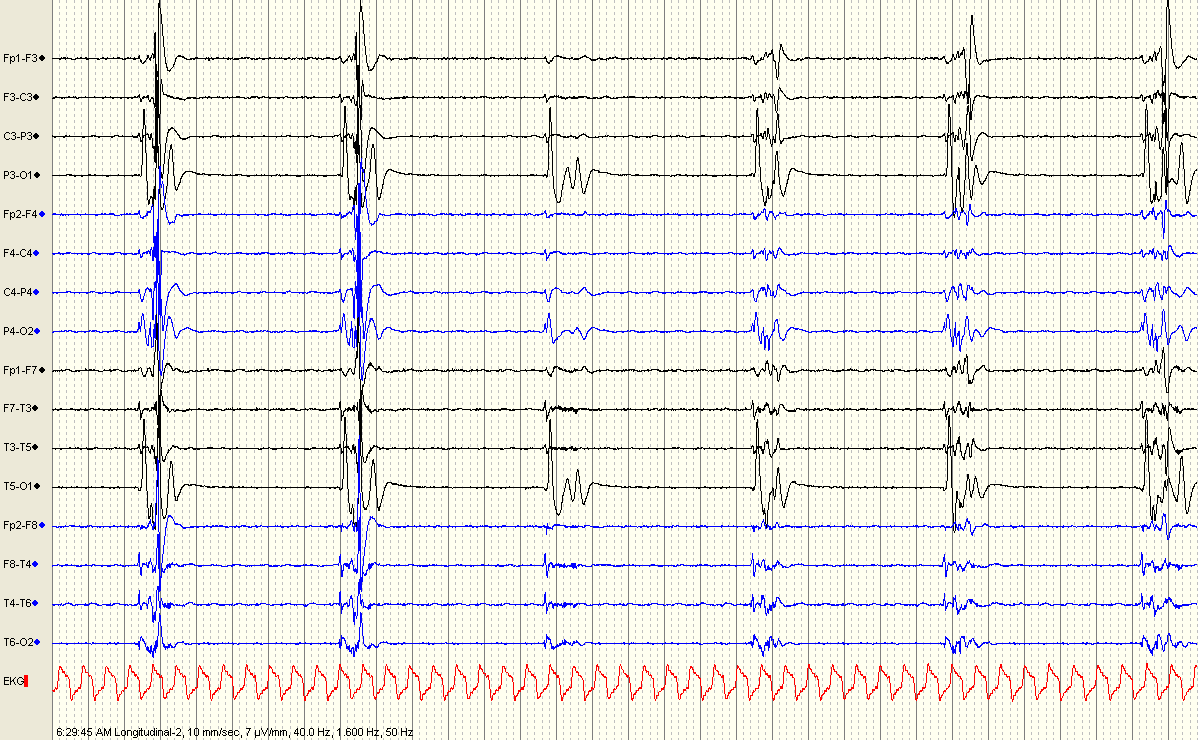 Fp1-F3
F3-C3
C3-P3
P3-O1
Fp2-F4
F4-C4
C4-P4
P4-O2
Fp1-F7
F7-T3
T3-T5
T5-O1
Fp2-F8
F8-T4
T4-T6
T6-O2
EKG
6:29:45 AM Longitudinal-2, 10 mm/sec, 7 µV/mm, 40.0 Hz, 1.600 Hz, 50 Hz